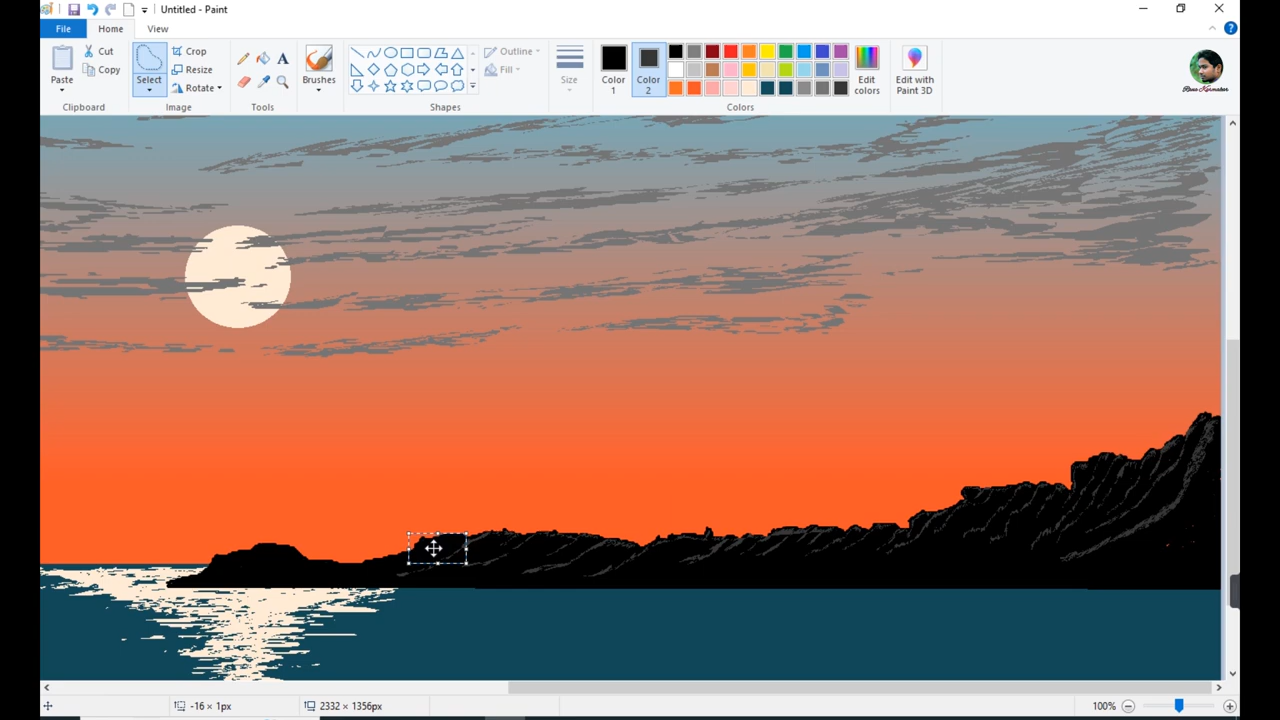 Untitled - Paint
File
Home
View
Paste
Cut
Copy
Clipboard
Select
Crop
Resize
Rotate
Image
A
Tools
Brushes
Outline
Fill
Shapes
Size
Color
1
Color
2
Edit
colors
Colors
Edit with
Paint 3D
-16 × 1px
2332 × 1356px
100%